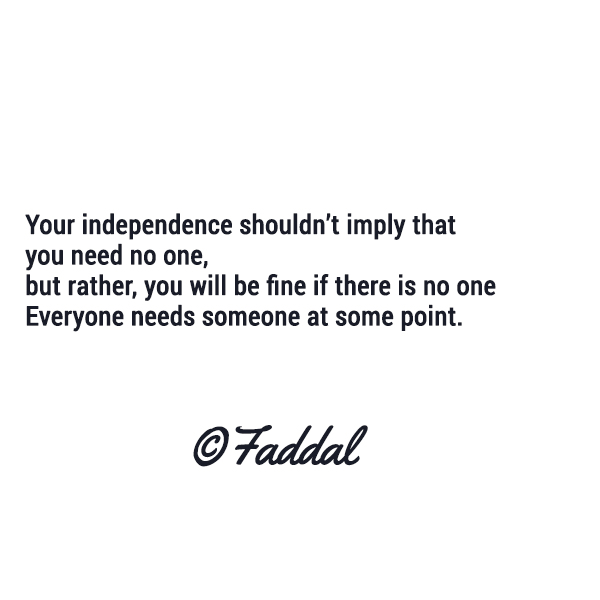 Your independence shouldn’t imply that
you need no one,
but rather, you will be fine if there is no one
Everyone needs someone at some point.
©Faddal